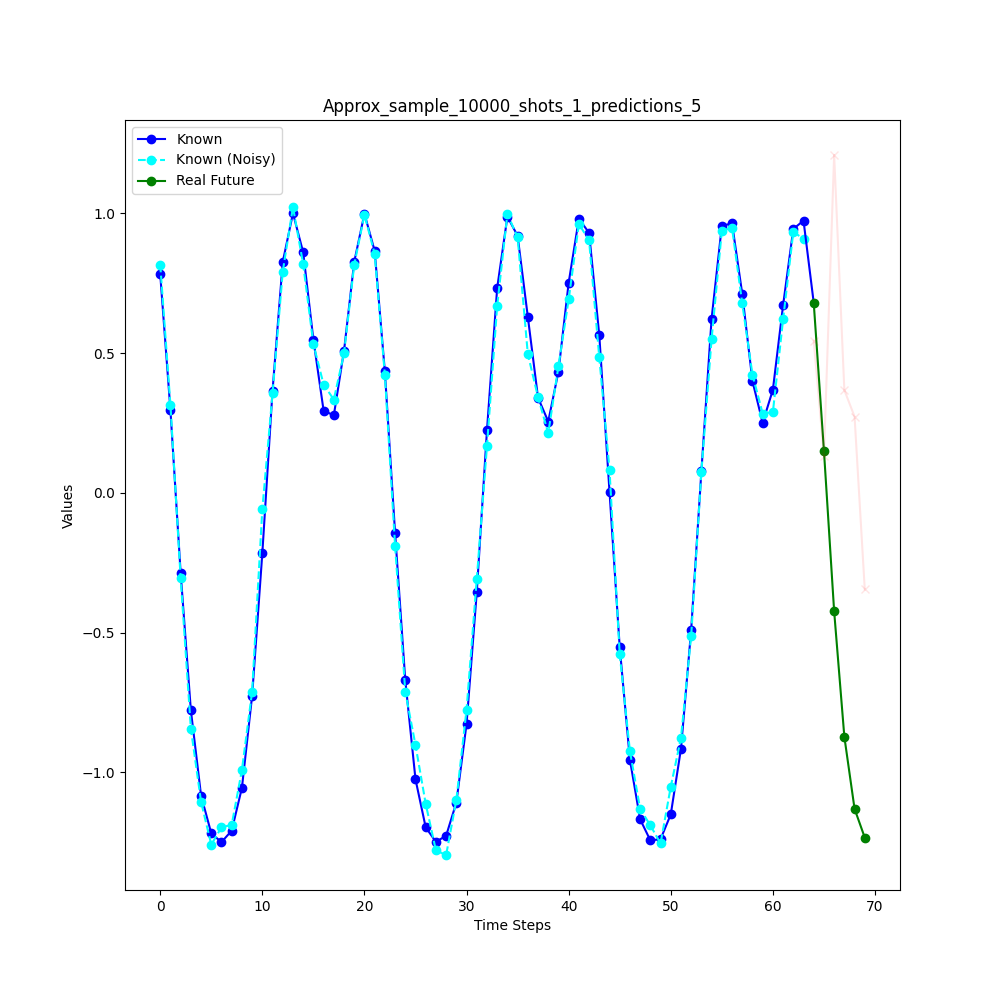 Approx_sample_10000_shots_1_predictions_5
Known
Known (Noisy)
Real Future
1.0
0.5
0.0
−0.5
−1.0
Values
0 10 20 30 40 50 60 70
Time Steps